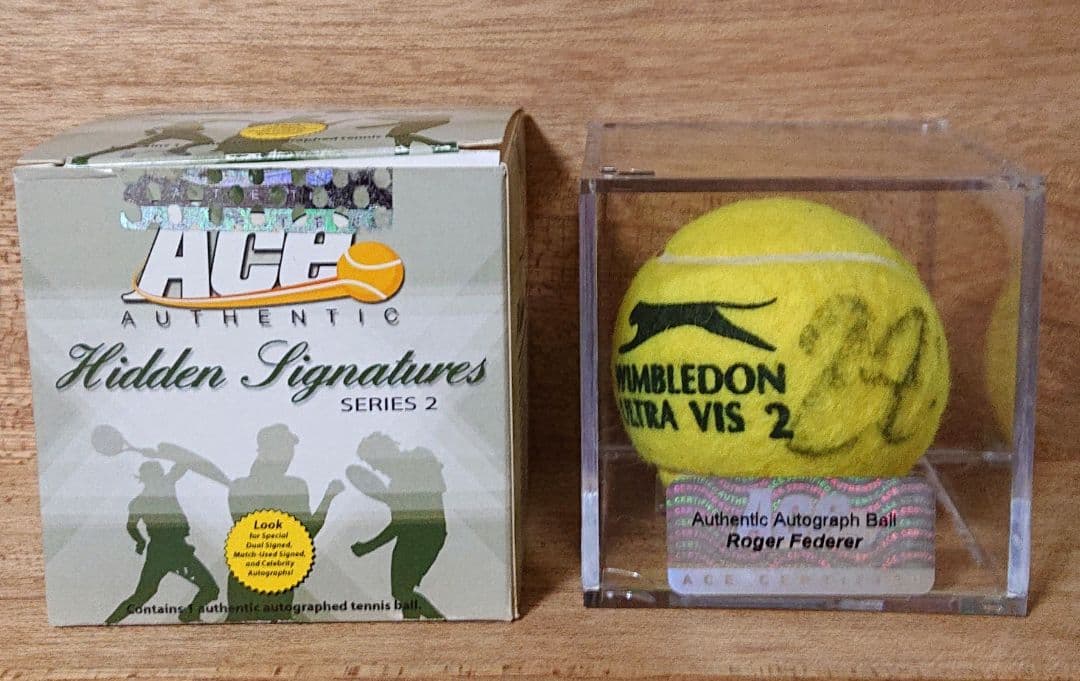 ACE
AUTHENTIC
Hidden Signatures
SERIES 2
Look
for Special
Dual Signed,
Match-Used Signed,
and Celebrity
Autographs!
Contains 1 authentic autographed tennis ball.
WIMBLEDON
ULTRA VIS 2
Authentic Autograph Ball
Roger Federer
ACE CERTIFIED